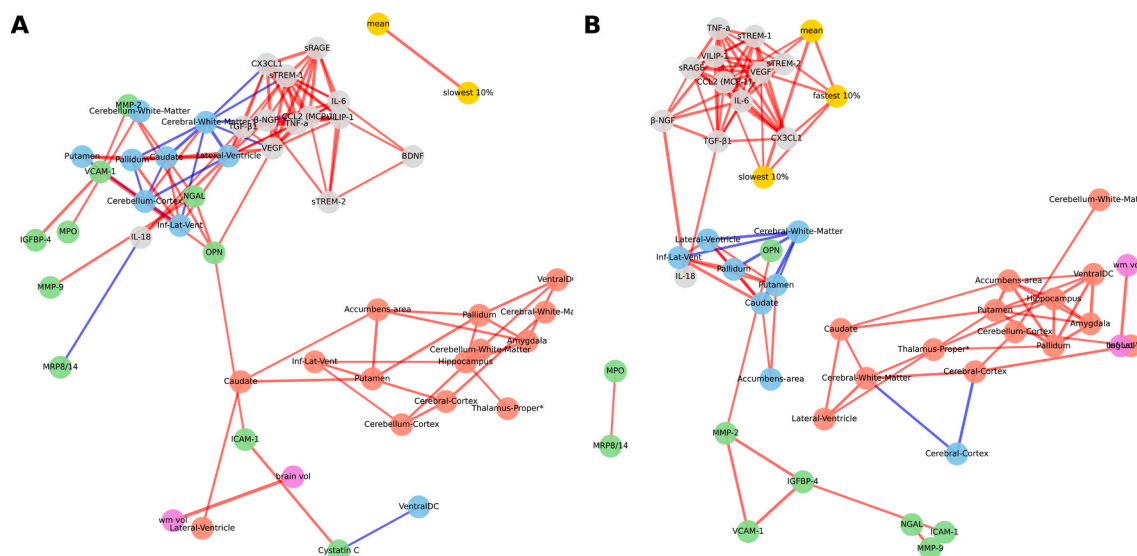 A
mean
sRAGE
CX3CL1
sTREM-1
slowest 10%
MMP-2
Cerebellum-White-Matter
IL-6
Cerebral-White-Matter
β-NGF
CCL2 (MCP-1)
VILIP-1
TGF-β1
TNF-a
VEGF
Putamen
Pallidum
Caudate
Lateral-Ventricle
BDNF
VCAM-1
NGAL
sTREM-2
Cerebellum-Cortex
Inf-Lat-Vent
MPO
IGFBP-4
IL-18
OPN
MMP-9
VentralDC
Accumbens-area
Pallidum
Cerebral-White-Ma
Amygdala
Cerebellum-White-Matter
Inf-Lat-Vent
Hippocampus
MRP8/14
Caudate
Putamen
Cerebral-Cortex
Thalamus-Proper*
Cerebellum-Cortex
ICAM-1
brain vol
wm vol
Lateral-Ventricle
VentralDC
Cystatin C
B
TNF-a
mean
sTREM-1
VILIP-1
sTREM-2
sRAGE
VEGF
CCL2 (MCP-1)
fastest 10%
IL-6
β-NGF
TGF-β1
CX3CL1
slowest 10%
Cerebellum-White-Mat
Lateral-Ventricle
Cerebral-White-Matter
OPN
Inf-Lat-Vent
Pallidum
IL-18
Putamen
Caudate
wm vol
Accumbens-area
VentralDC
Hippocampus
Putamen
Amygdala
Caudate
Cerebellum-Cortex
Thalamus-Proper*
Pallidum
Accumbens-area
Cerebral-White-Matter
Cerebral-Cortex
MPO
Lateral-Ventricle
MMP-2
MRP8/14
Cerebral-Cortex
IGFBP-4
VCAM-1
NGAL
ICAM-1
MMP-9